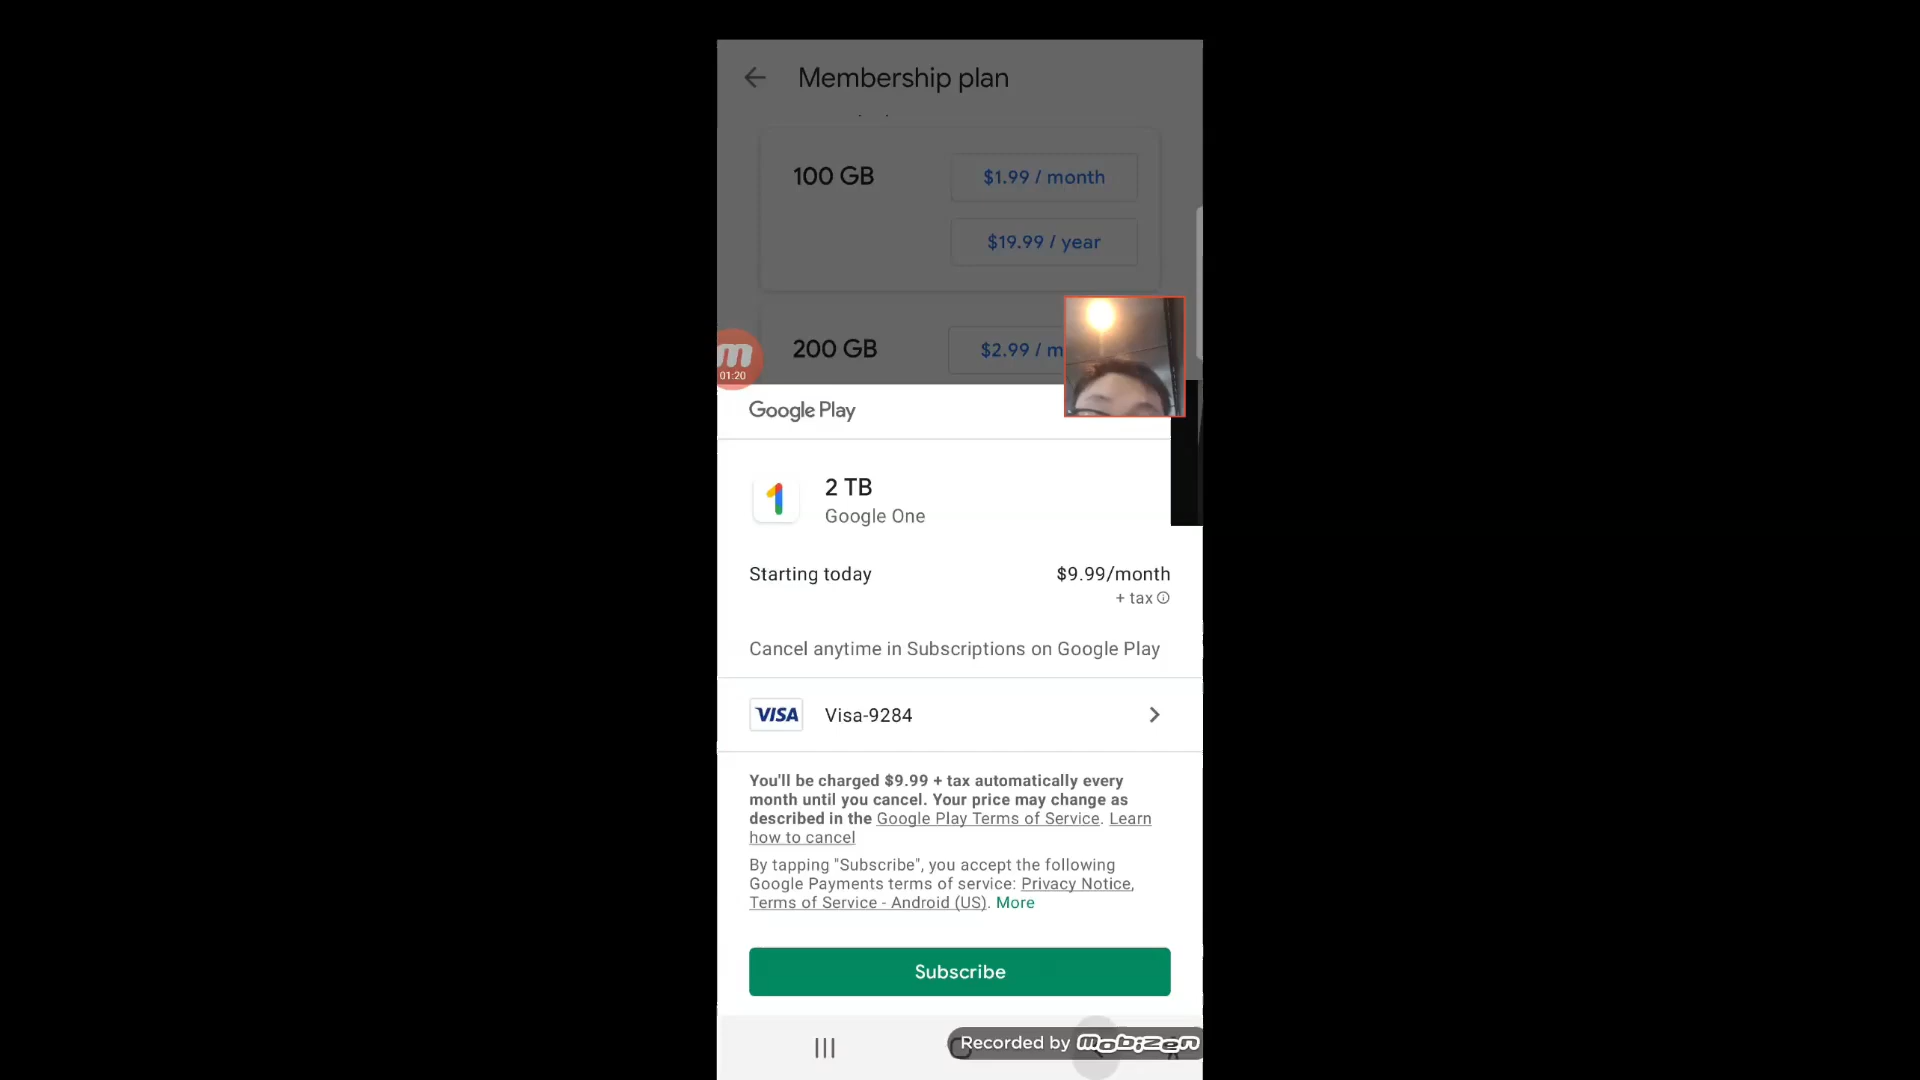 Membership plan
100 GB
$1.99 / month
$19.99 / year
200 GB
$2.99 / m
01:20
Google Play
2 TB
Google One
Starting today
$9.99/month
+ tax
Cancel anytime in Subscriptions on Google Play
VISA
Visa-9284
You'll be charged $9.99 + tax automatically every
month until you cancel. Your price may change as
described in the Google Play Terms of Service. Learn
how to cancel
By tapping "Subscribe", you accept the following
Google Payments terms of service: Privacy Notice,
Terms of Service - Android (US). More
Subscribe
Recorded by Mobizen